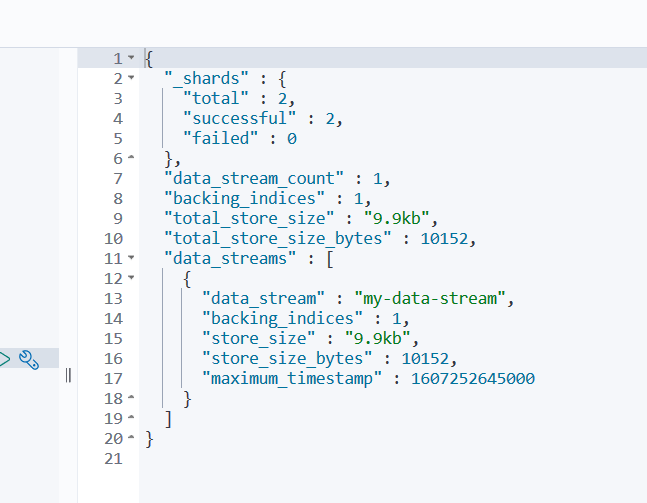 1 {
2   "_shards" : {
3     "total" : 2,
4     "successful" : 2,
5     "failed" : 0
6   },
7   "data_stream_count" : 1,
8   "backing_indices" : 1,
9   "total_store_size" : "9.9kb",
10   "total_store_size_bytes" : 10152,
11   "data_streams" : [
12     {
13       "data_stream" : "my-data-stream",
14       "backing_indices" : 1,
15       "store_size" : "9.9kb",
16       "store_size_bytes" : 10152,
17       "maximum_timestamp" : 1607252645000
18     }
19   ]
20 }
21